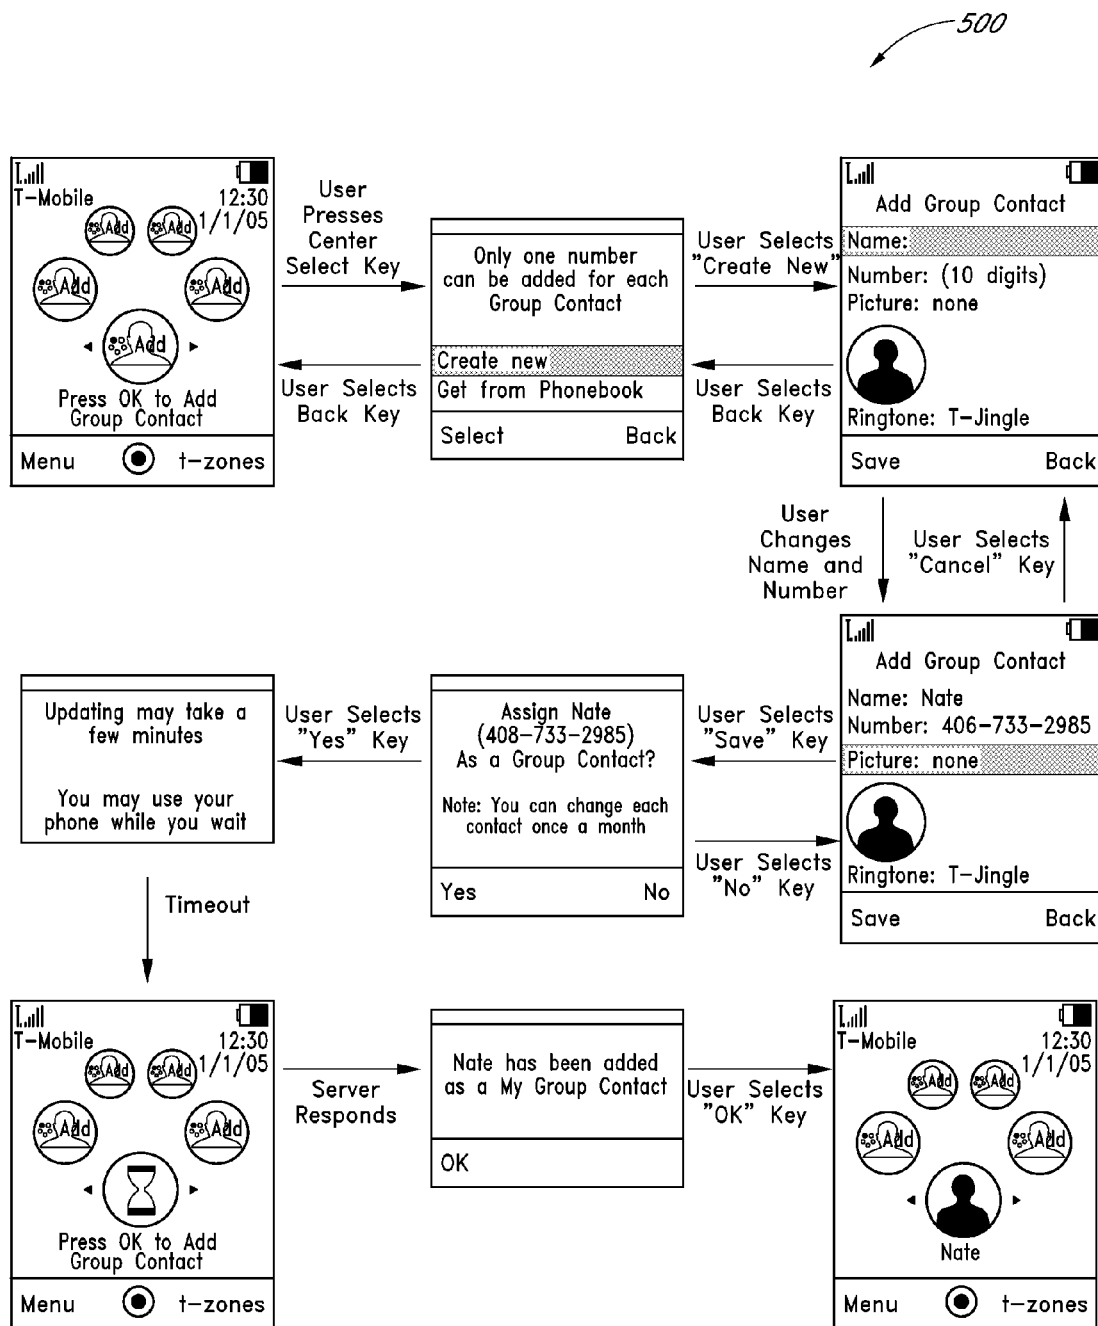 500
T-Mobile 12:30
1/1/05
Add Add
Add Add
Add
Press OK to Add
Group Contact
Menu t-zones
User
Presses
Center
Select Key
User Selects
Back Key
Only one number
can be added for each
Group Contact
Create new
Get from Phonebook
Select Back
User Selects
"Create New"
User Selects
Back Key
Add Group Contact
Name:
Number: (10 digits)
Picture: none
Ringtone: T-Jingle
Save Back
User
Changes
Name and
Number
User Selects
"Cancel" Key
Updating may take a
few minutes
You may use your
phone while you wait
User Selects
"Yes" Key
Assign Nate
(408-733-2985)
As a Group Contact?
Note: You can change each
contact once a month
Yes No
User Selects
"Save" Key
User Selects
"No" Key
Add Group Contact
Name: Nate
Number: 406-733-2985
Picture: none
Ringtone: T-Jingle
Save Back
Timeout
T-Mobile 12:30
1/1/05
Add Add
Add Add
Press OK to Add
Group Contact
Menu t-zones
Server
Responds
Nate has been added
as a My Group Contact
OK
User Selects
"OK" Key
T-Mobile 12:30
1/1/05
Add Add
Add Add
Nate
Menu t-zones